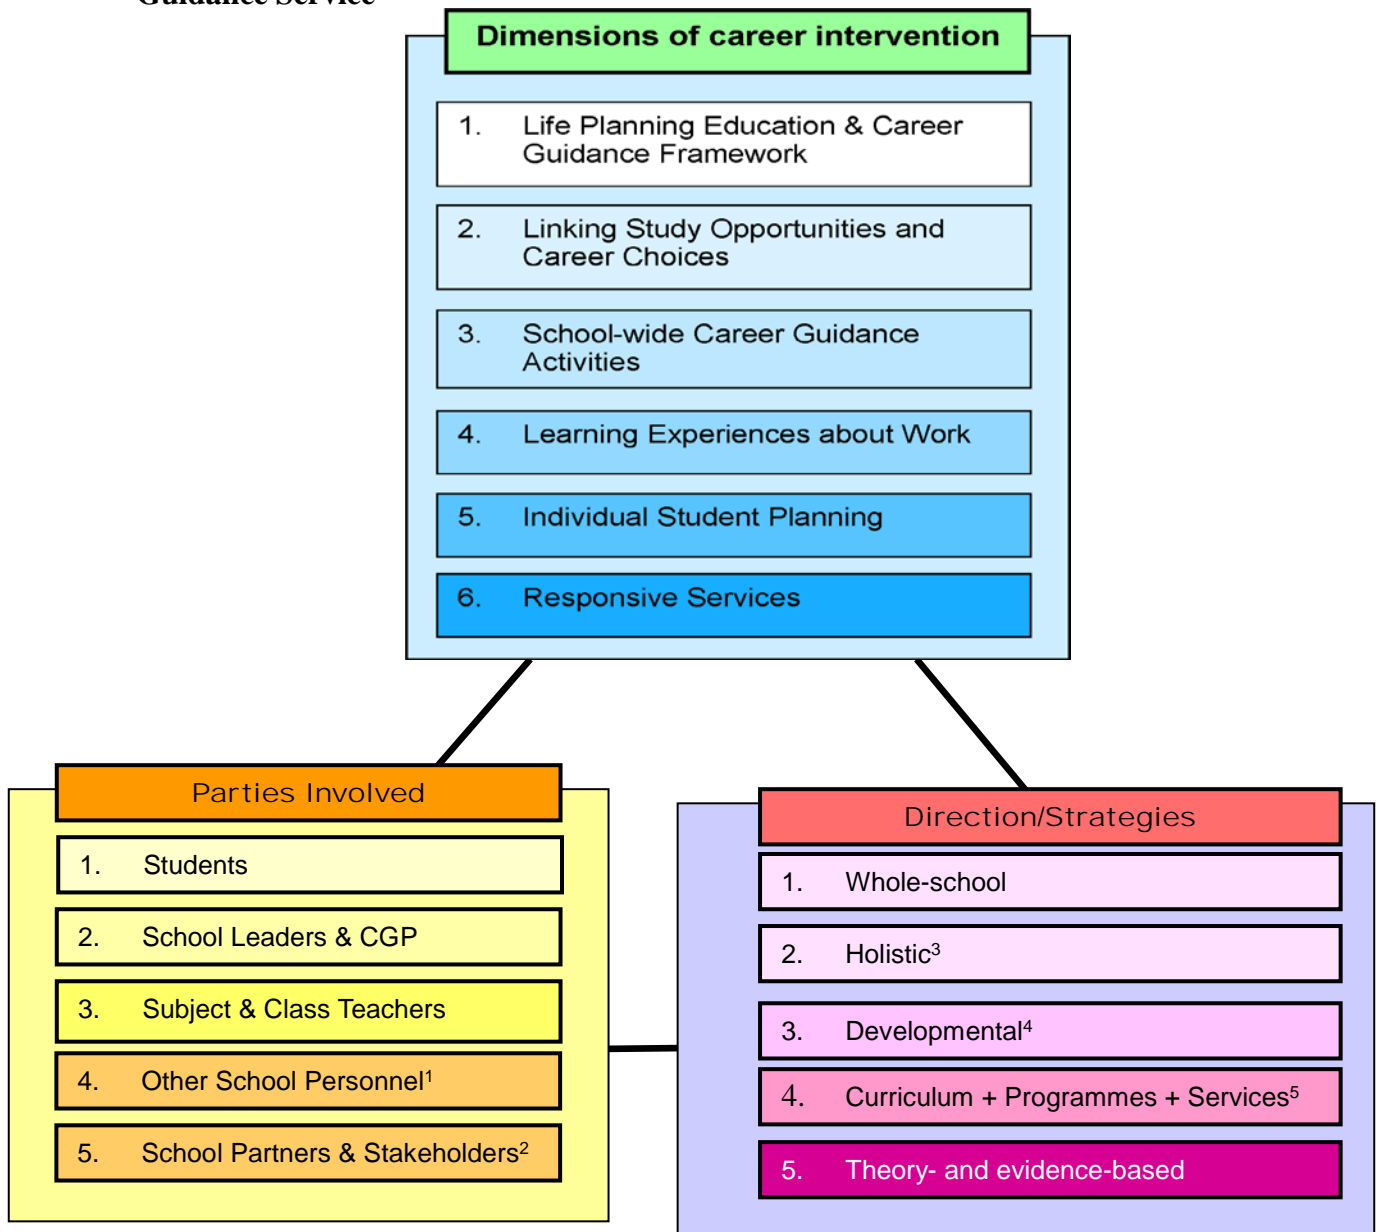 Guidance Service
Dimensions of career intervention
1. Life Planning Education & Career
Guidance Framework
2. Linking Study Opportunities and
Career Choices
3. School-wide Career Guidance
Activities
4. Learning Experiences about Work
5. Individual Student Planning
6. Responsive Services
Parties Involved
1. Students
2. School Leaders & CGP
3. Subject & Class Teachers
4. Other School Personnel¹
5. School Partners & Stakeholders²
Direction/Strategies
1. Whole-school
2. Holistic³
3. Developmental⁴
4. Curriculum + Programmes + Services⁵
5. Theory- and evidence-based